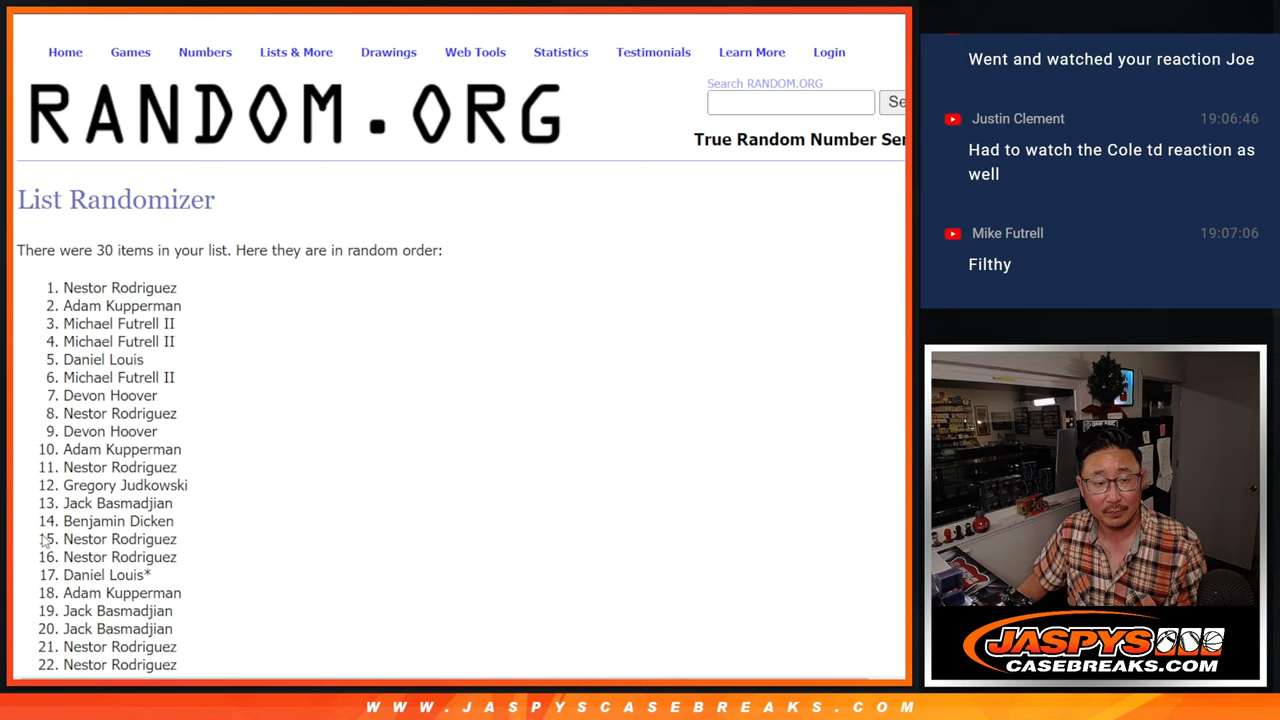 Home Games Numbers Lists & More Drawings Web Tools Statistics Testimonials Learn More Login
RANDOM.ORG
Search RANDOM.ORG
Se
True Random Number Ser
List Randomizer
There were 30 items in your list. Here they are in random order:
1. Nestor Rodriguez
2. Adam Kupperman
3. Michael Futrell II
4. Michael Futrell II
5. Daniel Louis
6. Michael Futrell II
7. Devon Hoover
8. Nestor Rodriguez
9. Devon Hoover
10. Adam Kupperman
11. Nestor Rodriguez
12. Gregory Judkowski
13. Jack Basmadjian
14. Benjamin Dicken
15. Nestor Rodriguez
16. Nestor Rodriguez
17. Daniel Louis*
18. Adam Kupperman
19. Jack Basmadjian
20. Jack Basmadjian
21. Nestor Rodriguez
22. Nestor Rodriguez
Went and watched your reaction Joe
Justin Clement 19:06:46
Had to watch the Cole td reaction as
well
Mike Futrell 19:07:06
Filthy
JASPYS
CASEBREAKS.COM
WWW.JASPYSCASEBREAKS.COM